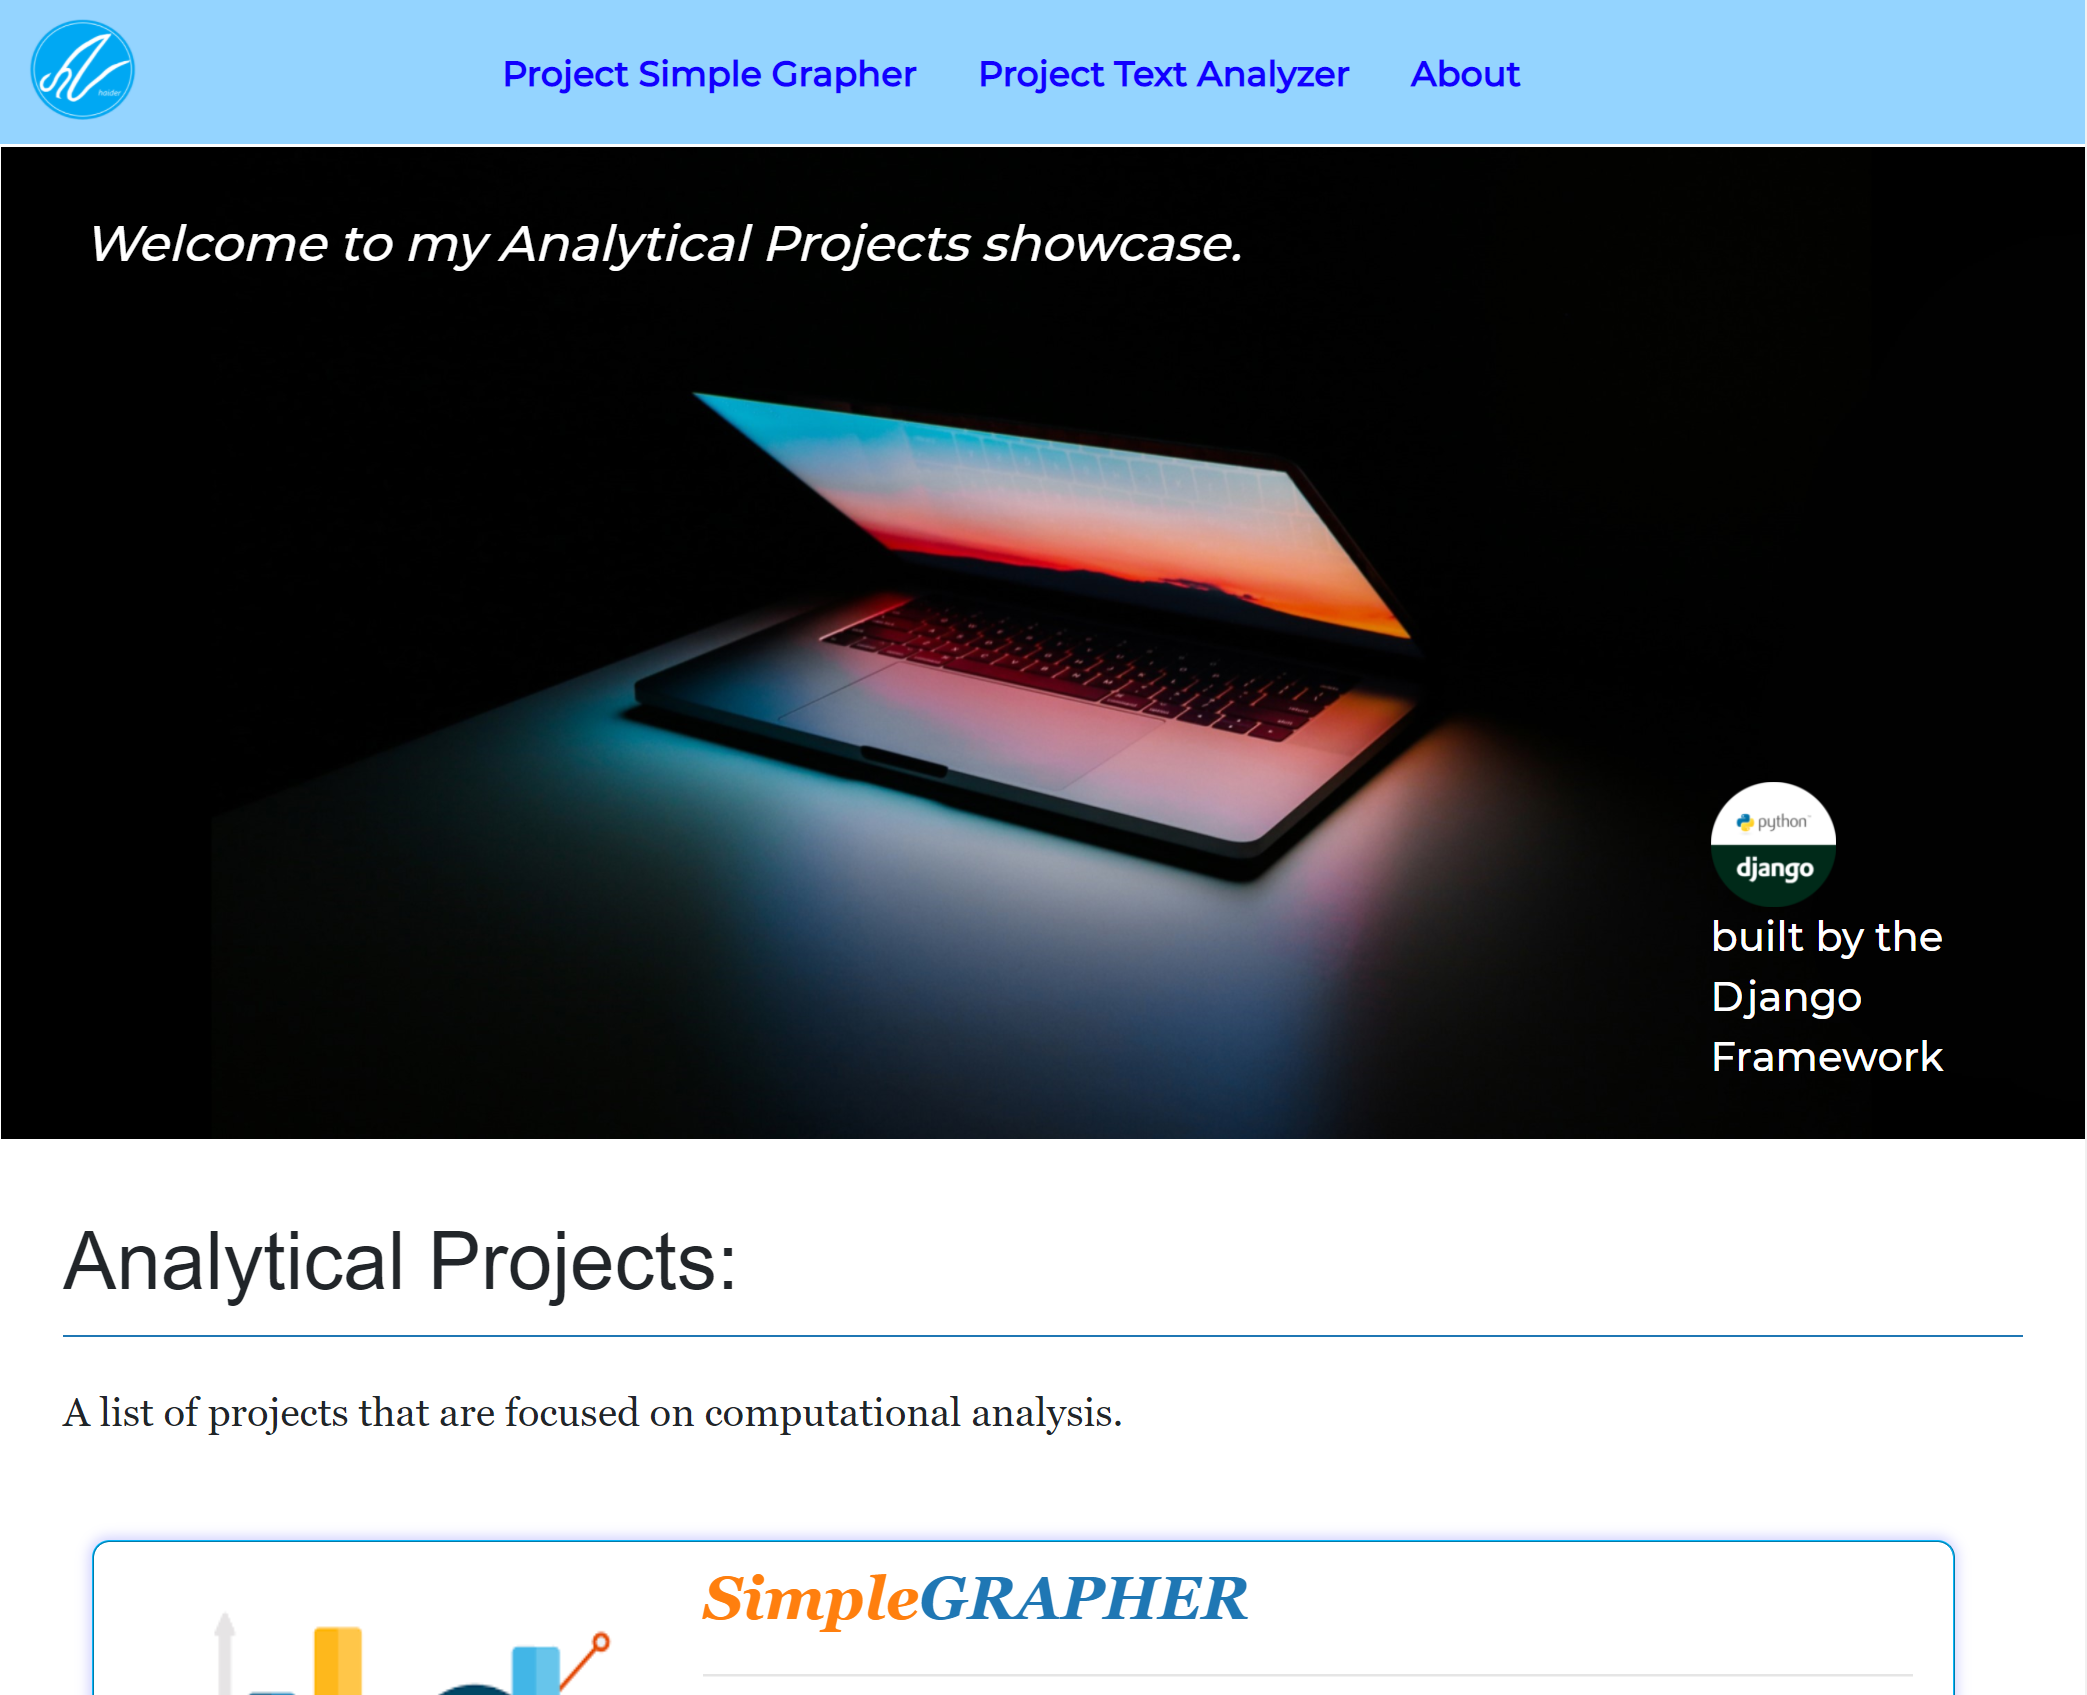 haider
Project Simple Grapher Project Text Analyzer About
Welcome to my Analytical Projects showcase.
python
django
built by the
Django
Framework
Analytical Projects:
A list of projects that are focused on computational analysis.
SimpleGRAPHER